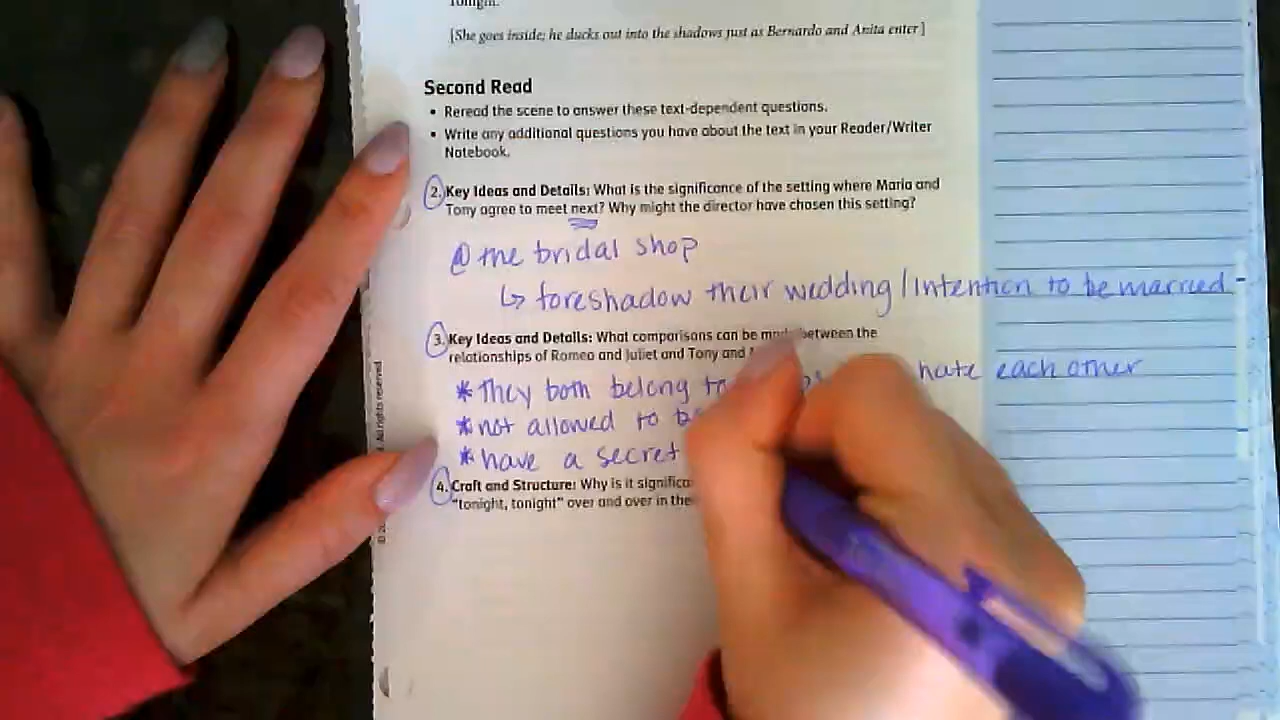 Tonight.
[She goes inside; he ducks out into the shadows just as Bernardo and Anita enter]
Second Read
• Reread the scene to answer these text-dependent questions.
• Write any additional questions you have about the text in your Reader/Writer
Notebook.
2. Key Ideas and Details: What is the significance of the setting where Maria and
Tony agree to meet next? Why might the director have chosen this setting?
@ the bridal shop
↳ foreshadow their wedding / intention to be married -
3. Key Ideas and Details: What comparisons can be made between the
relationships of Romeo and Juliet and Tony and
* They both belong to hate each other
* not allowed to
* have a secret
4. Craft and Structure: Why is it
"tonight, tonight" over and over in the
All rights reserved.